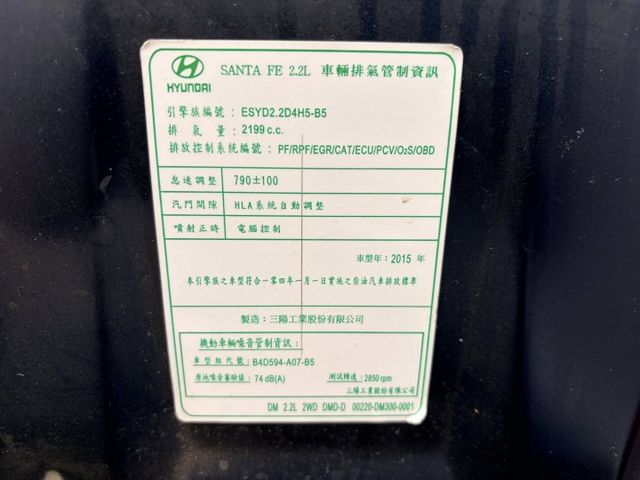 HYUNDAI
SANTA FE 2.2L 車輛排氣管制資訊
引擎族編號: ESYD2.2D4H5-B5
排氣量: 2199 c.c.
排放控制系統編號: PF/RPF/EGR/CAT/ECU/PCV/O₂S/OBD
怠速調整 790±100
汽門間隙 HLA系統自動調整
噴射正時 電腦控制
車型年: 2015 年
本引擎族之車型符合一零四年一月一日實施之柴油汽車排放標準
製造: 三陽工業股份有限公司
機動車輛噪音管制資訊:
車型組代號: B4D594-A07-B5
原地噪音審驗值: 74 dB(A) 測試轉速: 2850 rpm
三陽工業股份有限公司
DM 2.2L 2WD DMD-D 00220-DM300-0001